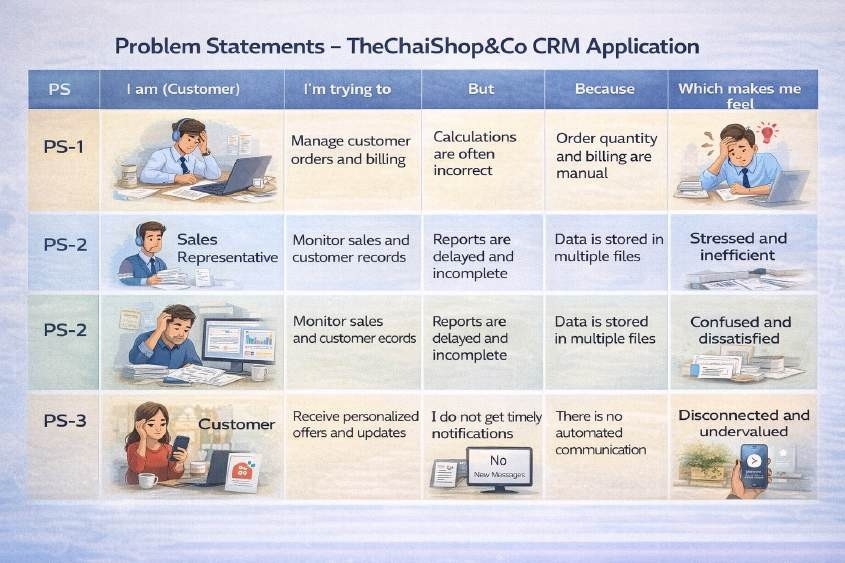 Problem Statements – TheChaiShop&Co CRM Application
PS
I am (Customer)
I'm trying to
But
Because
Which makes me
feel
PS-1
Manage customer
orders and billing
Calculations
are often
incorrect
Order quantity
and billing are
manual
PS-2
Sales
Representative
Monitor sales and
customer records
Reports are
delayed and
incomplete
Data is stored in
multiple files
Stressed and
inefficient
PS-2
Monitor sales
and customer ecords
Reports are
delayed and
incomplete
Data is stored
in multiple files
Confused and
dissatisfied
PS-3
Customer
Receive personalized
offers and updates
I do not get timely
notifications
No
New Messages
There is no
automated
communication
Disconnected and
undervalued